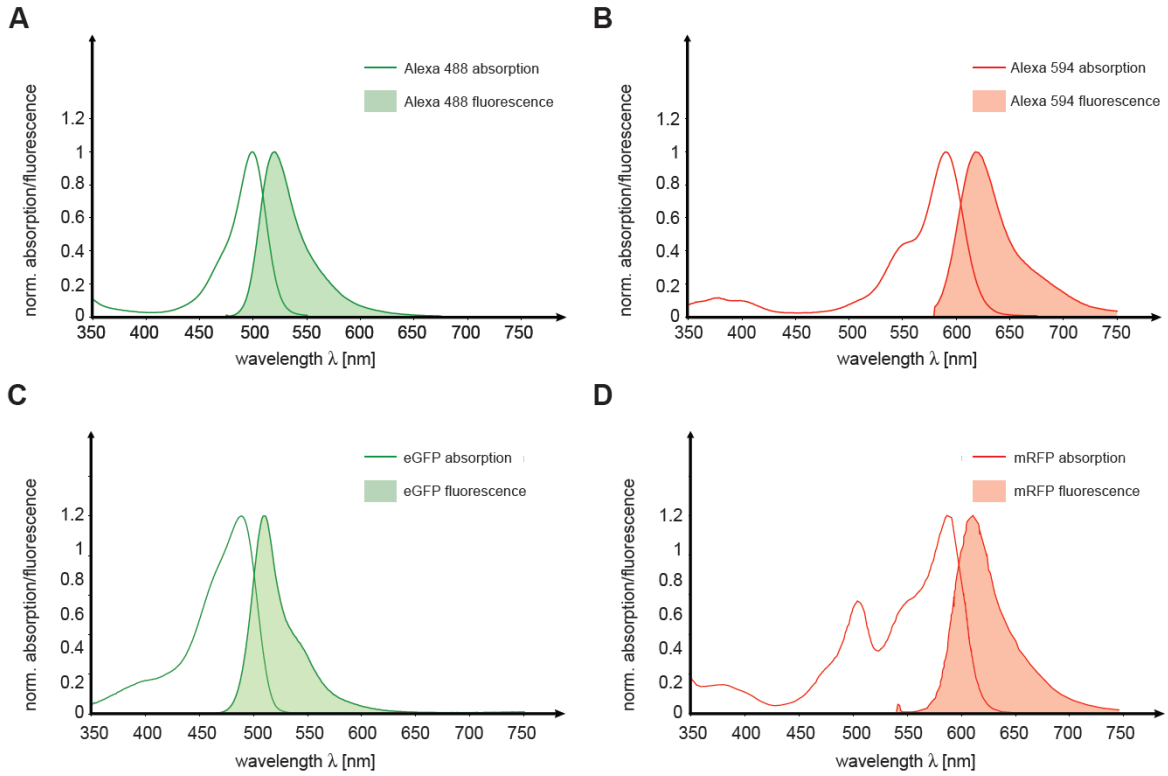 A
norm. absorption/fluorescence
Alexa 488 absorption
Alexa 488 fluorescence
1.2
1
0.8
0.6
0.4
0.2
0
350 400 450 500 550 600 650 700 750
wavelength λ [nm]
B
norm. absorption/fluorescence
Alexa 594 absorption
Alexa 594 fluorescence
1.2
1
0.8
0.6
0.4
0.2
0
350 400 450 500 550 600 650 700 750
wavelength λ [nm]
C
norm. absorption/fluorescence
eGFP absorption
eGFP fluorescence
1.2
1
0.8
0.6
0.4
0.2
0
350 400 450 500 550 600 650 700 750
wavelength λ [nm]
D
norm. absorption/fluorescence
mRFP absorption
mRFP fluorescence
1.2
1
0.8
0.6
0.4
0.2
0
350 400 450 500 550 600 650 700 750
wavelength λ [nm]